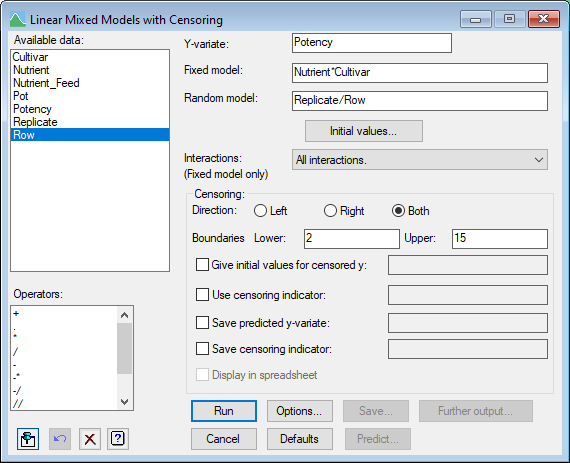 Linear Mixed Models with Censoring
Available data:
Cultivar
Nutrient
Nutrient_Feed
Pot
Potency
Replicate
Row
Y-variate: Potency
Fixed model: Nutrient*Cultivar
Random model: Replicate/Row
Initial values...
Interactions: All interactions.
(Fixed model only)
Censoring:
Direction: Left Right Both
Boundaries Lower: 2 Upper: 15
Give initial values for censored y:
Use censoring indicator:
Save predicted y-variate:
Save censoring indicator:
Display in spreadsheet
Operators:
+
.
*
/
-
-*
-/
//
Run Options... Save... Further output...
Cancel Defaults Predict...
?